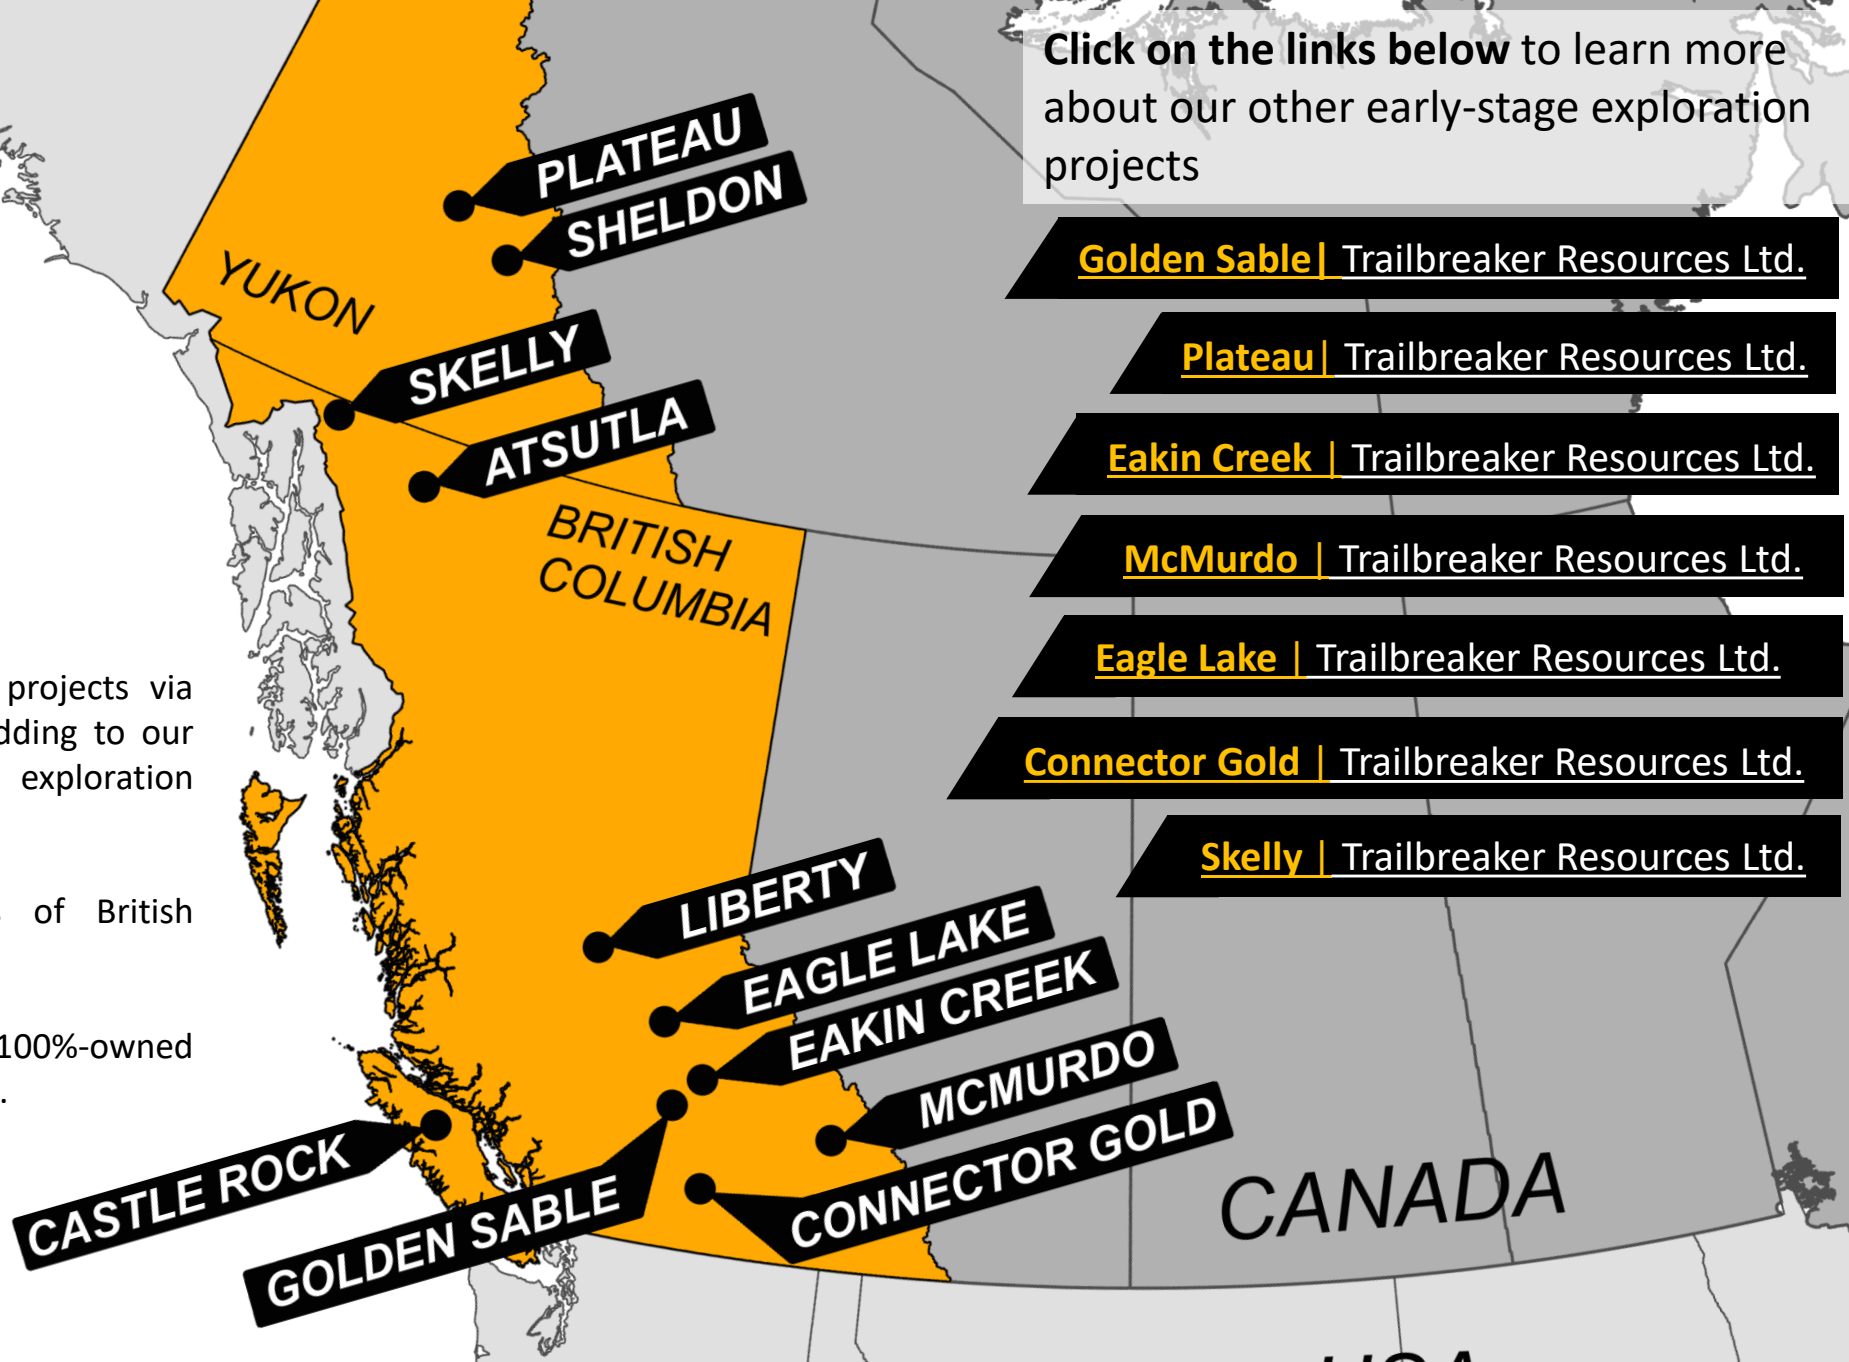 Click on the links below to learn more
about our other early-stage exploration
projects
PLATEAU
SHELDON
YUKON
SKELLY
ATSUTLA
BRITISH
COLUMBIA
Golden Sable| Trailbreaker Resources Ltd.
Plateau| Trailbreaker Resources Ltd.
Eakin Creek | Trailbreaker Resources Ltd.
McMurdo | Trailbreaker Resources Ltd.
Eagle Lake | Trailbreaker Resources Ltd.
Connector Gold | Trailbreaker Resources Ltd.
Skelly | Trailbreaker Resources Ltd.
projects via
dding to our
exploration
of British
100%-owned
.
LIBERTY
EAGLE LAKE
EAKIN CREEK
MCMURDO
CONNECTOR GOLD
CASTLE ROCK
GOLDEN SABLE
CANADA